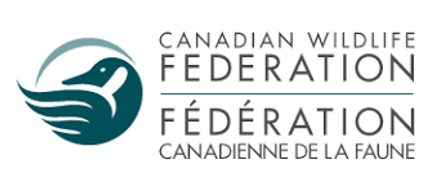 CANADIAN WILDLIFE
FEDERATION
FÉDÉRATION
CANADIENNE DE LA FAUNE